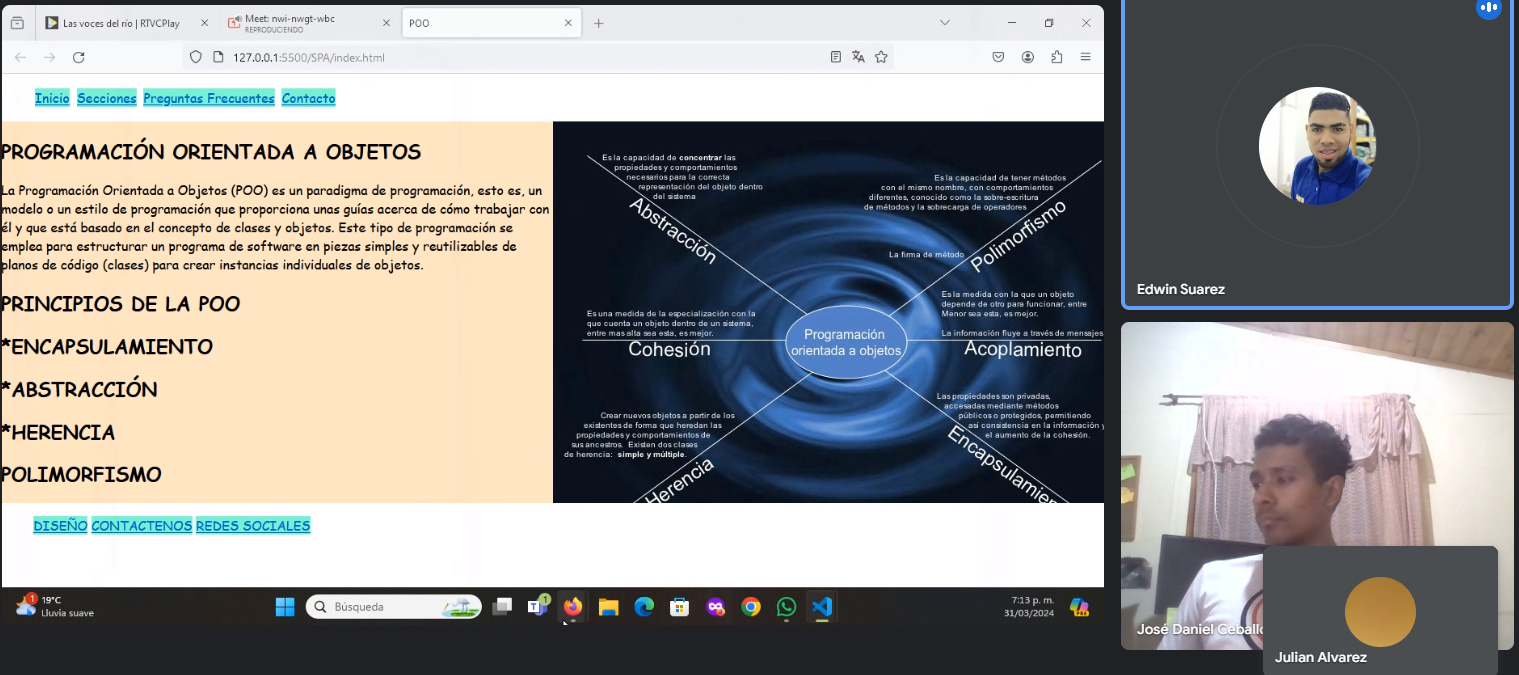 Las voces del río | RTVCPlay
Meet: nwi-nwgt-wbc
REPRODUCIENDO
POO
127.0.0.1:5500/SPA/index.html
Inicio Secciones Preguntas Frecuentes Contacto
PROGRAMACIÓN ORIENTADA A OBJETOS
La Programación Orientada a Objetos (POO) es un paradigma de programación, esto es, un
modelo o un estilo de programación que proporciona unas guías acerca de cómo trabajar con
él y que está basado en el concepto de clases y objetos. Este tipo de programación se
emplea para estructurar un programa de software en piezas simples y reutilizables de
planos de código (clases) para crear instancias individuales de objetos.
PRINCIPIOS DE LA POO
*ENCAPSULAMIENTO
*ABSTRACCIÓN
*HERENCIA
POLIMORFISMO
Es la capacidad de concentrar las
propiedades y comportamientos
necesarios para la correcta
representación del objeto dentro
del sistema
Abstracción
Es la capacidad de tener métodos
con el mismo nombre, con comportamientos
diferentes, conocido como la sobre-escritura
de métodos y la sobrecarga de operadores
Polimorfismo
La firma de método
Es una medida de la especialización con la
que cuenta un objeto dentro de un sistema,
entre mas alta sea esta, es mejor.
Cohesión
Programación
orientada a objetos
Es la medida con la que un objeto
depende de otro para funcionar, entre
Menor sea esta, es mejor.
La información fluye a través de mensajes
Acoplamiento
Crear nuevos objetos a partir de los
existentes de forma que heredan las
propiedades y comportamientos de
sus ancestros. Existen dos clases
de herencia: simple y múltiple.
Herencia
Las propiedades son privadas,
accesadas mediante métodos
públicos o protegidos, permitiendo
así consistencia en la información y
el aumento de la cohesión.
Encapsulamien
DISEÑO CONTACTENOS REDES SOCIALES
1
19°C
Lluvia suave
Búsqueda
1
7:13 p. m.
31/03/2024
Edwin Suarez
José Daniel Ceballo
Julian Alvarez